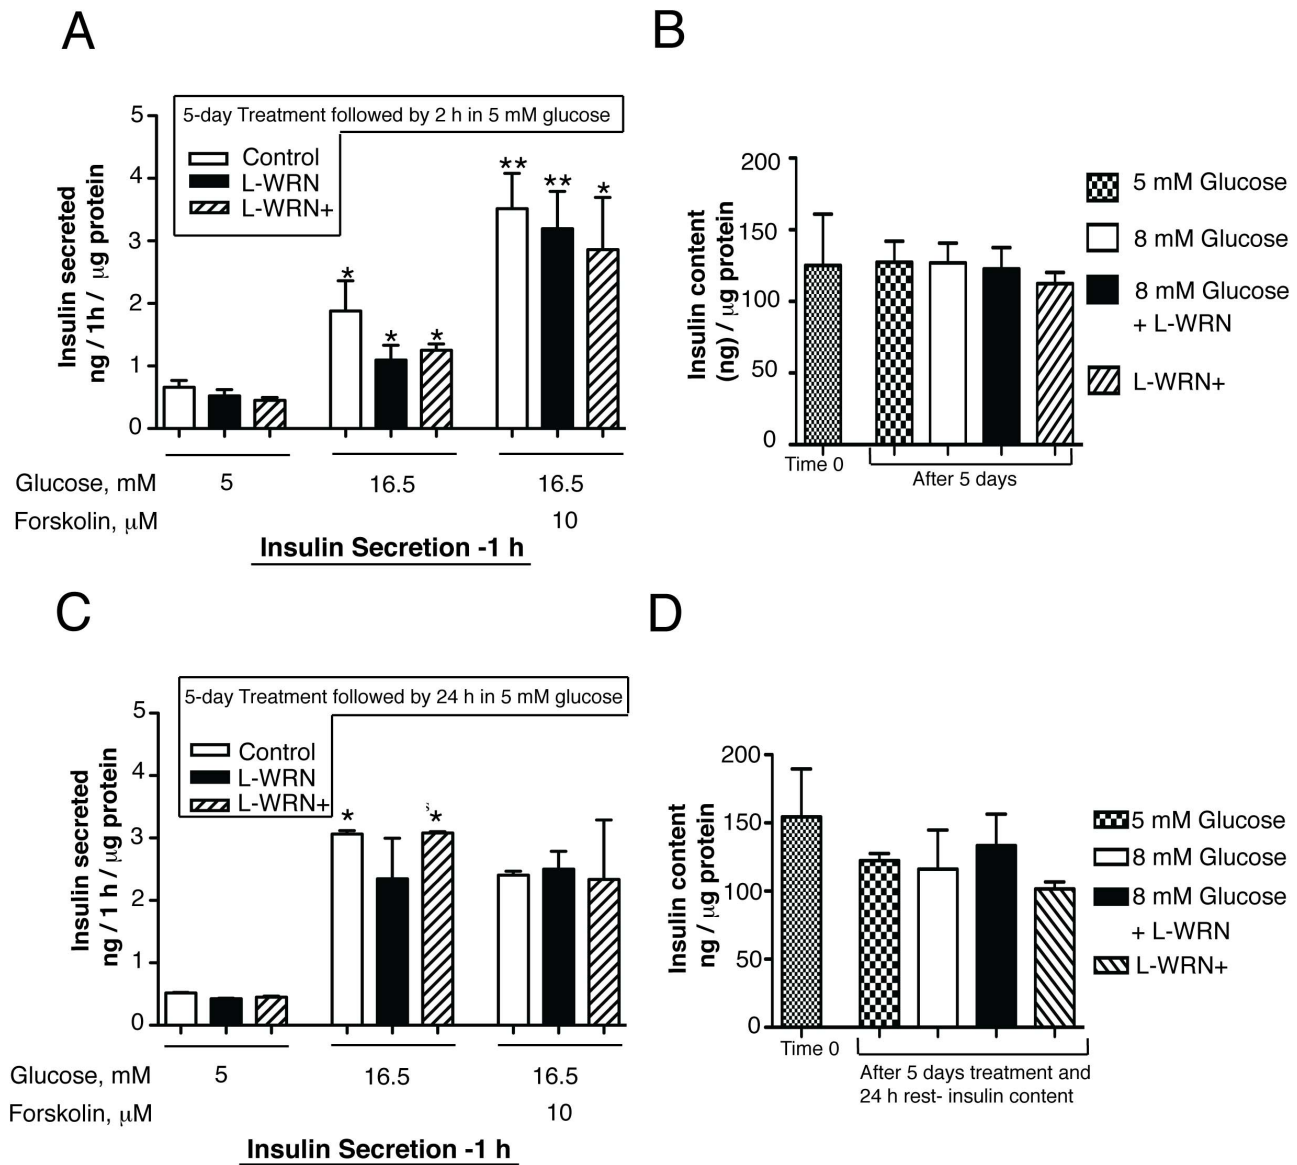 A
5-day Treatment followed by 2 h in 5 mM glucose
Control
L-WRN
L-WRN+
Insulin secreted
ng / 1h / µg protein
5
4
3
2
1
0
*
*
*
**
**
*
Glucose, mM 5 16.5 16.5
Forskolin, µM 10
Insulin Secretion -1 h
B
Insulin content
(ng) / µg protein
200
150
100
50
0
Time 0
After 5 days
5 mM Glucose
8 mM Glucose
8 mM Glucose
+ L-WRN
L-WRN+
C
5-day Treatment followed by 24 h in 5 mM glucose
Control
L-WRN
L-WRN+
Insulin secreted
ng / 1 h / µg protein
5
4
3
2
1
0
*
s*
Glucose, mM 5 16.5 16.5
Forskolin, µM 10
Insulin Secretion -1 h
D
Insulin content
ng / µg protein
200
150
100
50
0
Time 0
After 5 days treatment and
24 h rest- insulin content
5 mM Glucose
8 mM Glucose
8 mM Glucose
+ L-WRN
L-WRN+